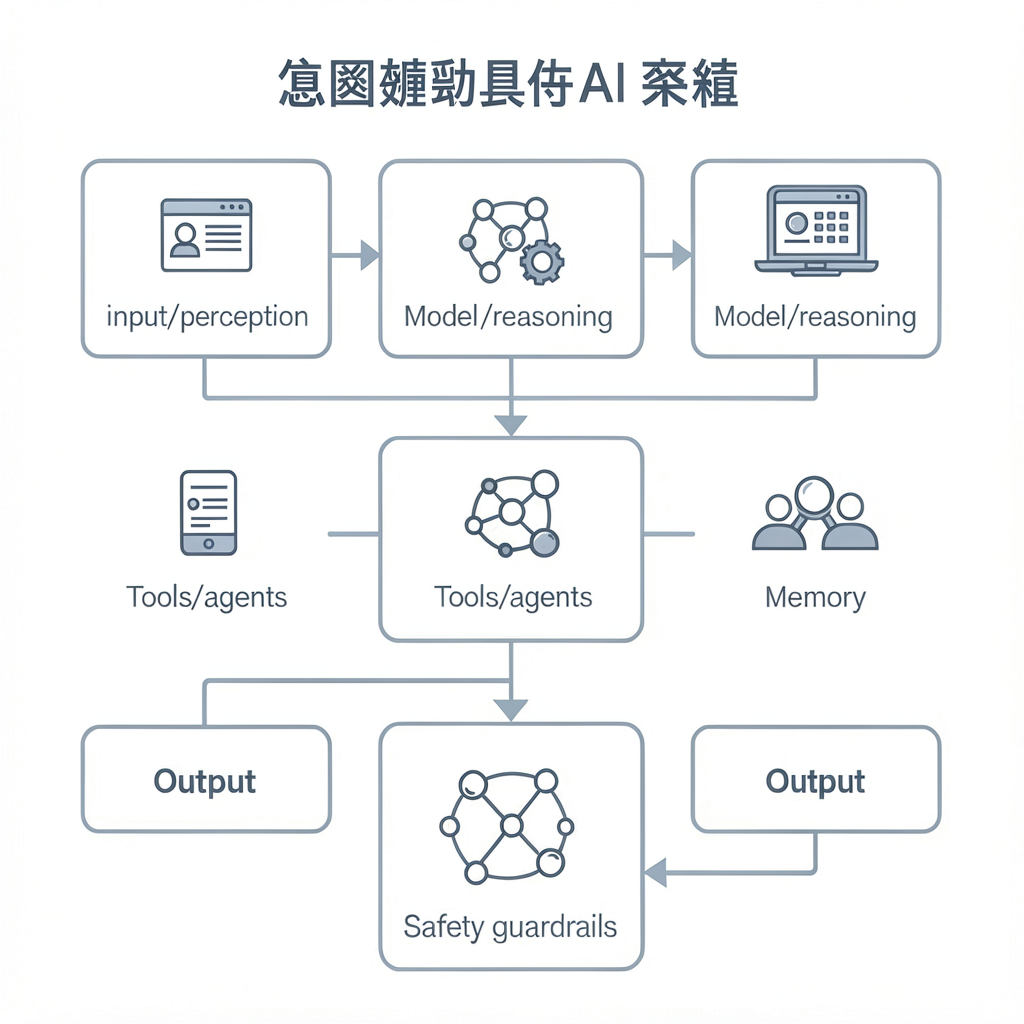 AI
input/perception
Model/reasoning
Model/reasoning
Tools/agents
Tools/agents
Memory
Output
Output
Safety guardrails